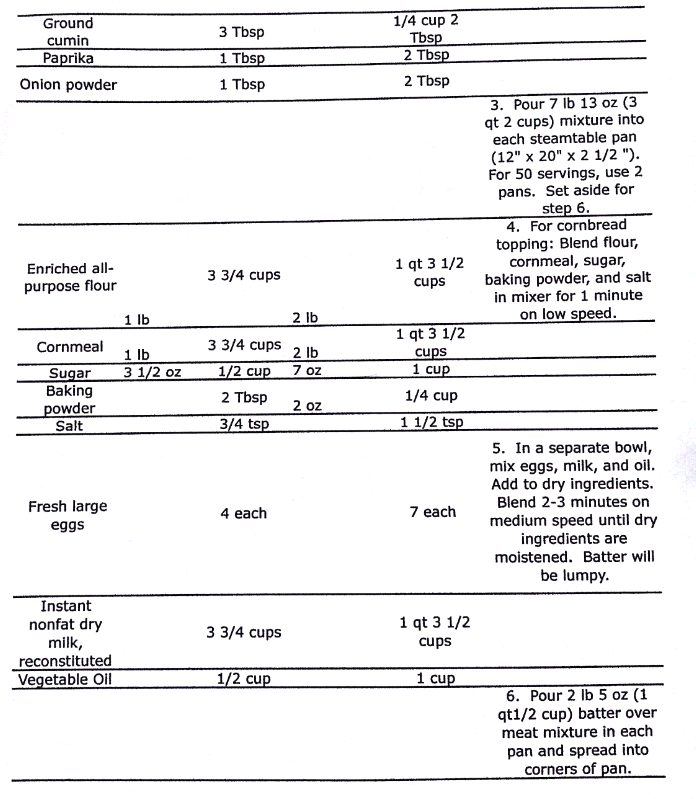 Ground
cumin
3 Tbsp
1/4 cup 2
Tbsp
Paprika
1 Tbsp
2 Tbsp
Onion powder
1 Tbsp
2 Tbsp
3. Pour 7 lb 13 oz (3
qt 2 cups) mixture into
each steamtable pan
(12" x 20" x 2 1/2 ").
For 50 servings, use 2
pans. Set aside for
step 6.
Enriched all-
purpose flour
1 lb
3 3/4 cups
2 lb
1 qt 3 1/2
cups
4. For cornbread
topping: Blend flour,
cornmeal, sugar,
baking powder, and salt
in mixer for 1 minute
on low speed.
Cornmeal
1 lb
3 3/4 cups
2 lb
1 qt 3 1/2
cups
Sugar
3 1/2 oz
1/2 cup
7 oz
1 cup
Baking
powder
2 Tbsp
2 oz
1/4 cup
Salt
3/4 tsp
1 1/2 tsp
Fresh large
eggs
4 each
7 each
5. In a separate bowl,
mix eggs, milk, and oil.
Add to dry ingredients.
Blend 2-3 minutes on
medium speed until dry
ingredients are
moistened. Batter will
be lumpy.
Instant
nonfat dry
milk,
reconstituted
3 3/4 cups
1 qt 3 1/2
cups
Vegetable Oil
1/2 cup
1 cup
6. Pour 2 lb 5 oz (1
qt1/2 cup) batter over
meat mixture in each
pan and spread into
corners of pan.